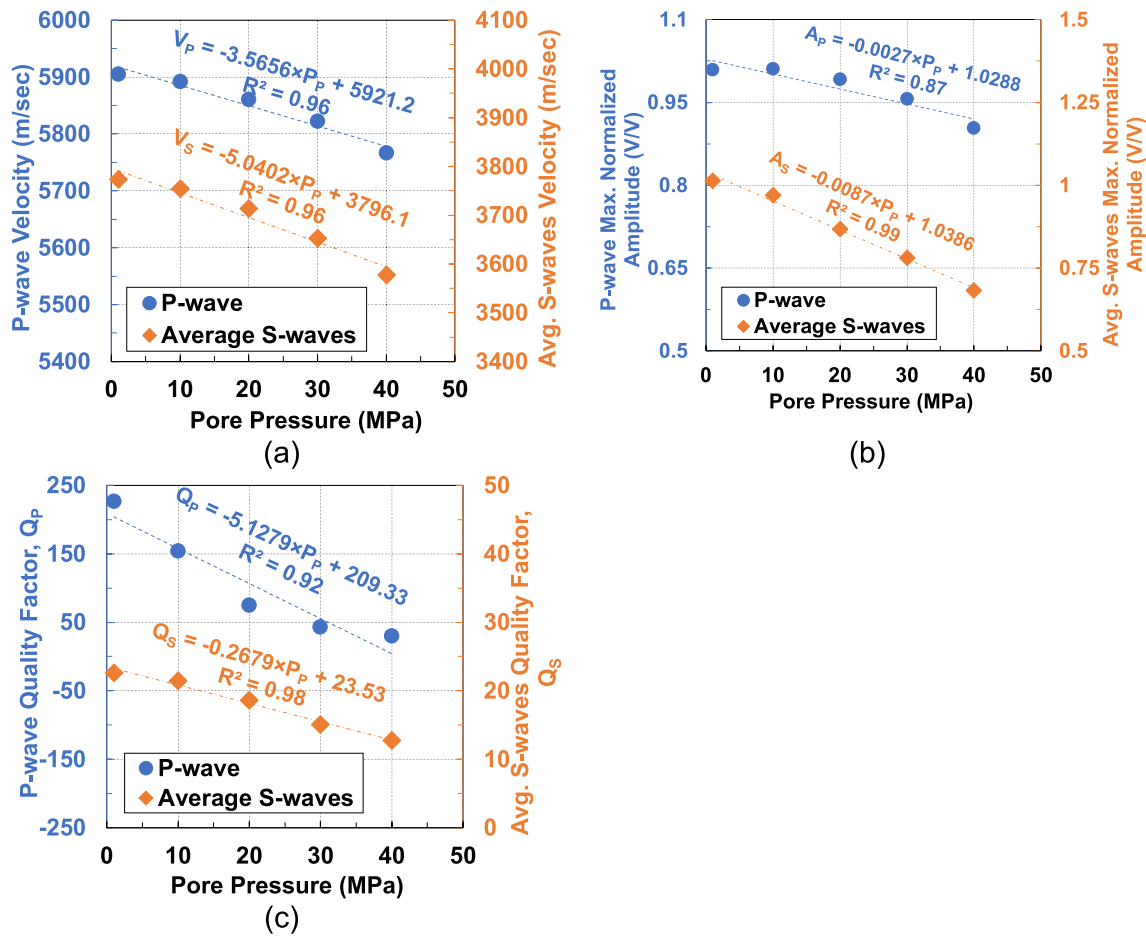 6000
5900
5800
5700
5600
5500
5400
P-wave Velocity (m/sec)
V_P = -3.5656×P_P + 5921.2
R² = 0.96
V_S = -5.0402×P_P + 3796.1
R² = 0.96
P-wave
Average S-waves
4100
4000
3900
3800
3700
3600
3500
3400
Avg. S-waves Velocity (m/sec)
0 10 20 30 40 50
Pore Pressure (MPa)
(a)
1.1
0.95
0.8
0.65
0.5
P-wave Max. Normalized
Amplitude (V/V)
A_P = -0.0027×P_P + 1.0288
R² = 0.87
A_S = -0.0087×P_P + 1.0386
R² = 0.99
P-wave
Average S-waves
1.5
1.25
1
0.75
0.5
Avg. S-waves Max. Normalized
Amplitude (V/V)
0 10 20 30 40 50
Pore Pressure (MPa)
(b)
250
150
50
-50
-150
-250
P-wave Quality Factor, Q_P
Q_P = -5.1279×P_P + 209.33
R² = 0.92
Q_S = -0.2679×P_P + 23.53
R² = 0.98
P-wave
Average S-waves
50
40
30
20
10
0
Avg. S-waves Quality Factor,
Q_S
0 10 20 30 40 50
Pore Pressure (MPa)
(c)